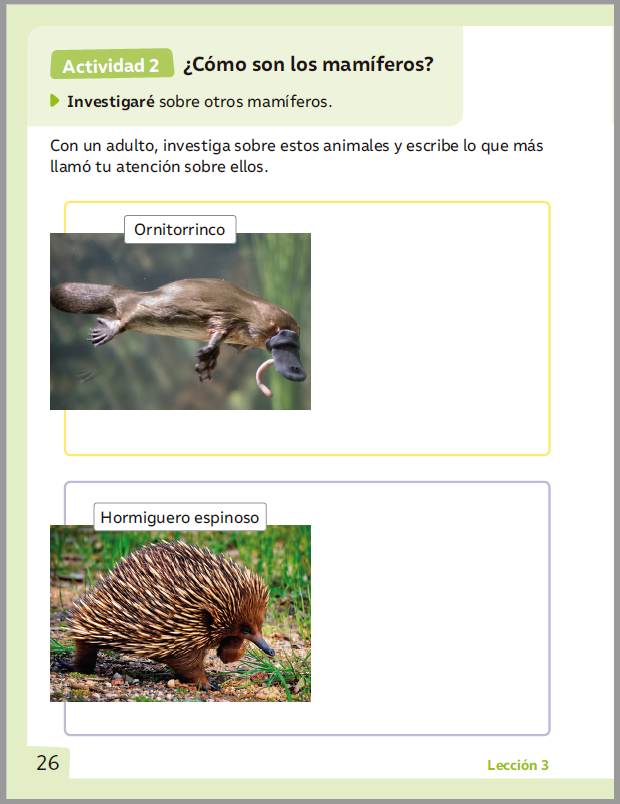 Actividad 2 ¿Cómo son los mamíferos?
Investigaré sobre otros mamíferos.
Con un adulto, investiga sobre estos animales y escribe lo que más
llamó tu atención sobre ellos.
Ornitorrinco
Hormiguero espinoso
26
Lección 3